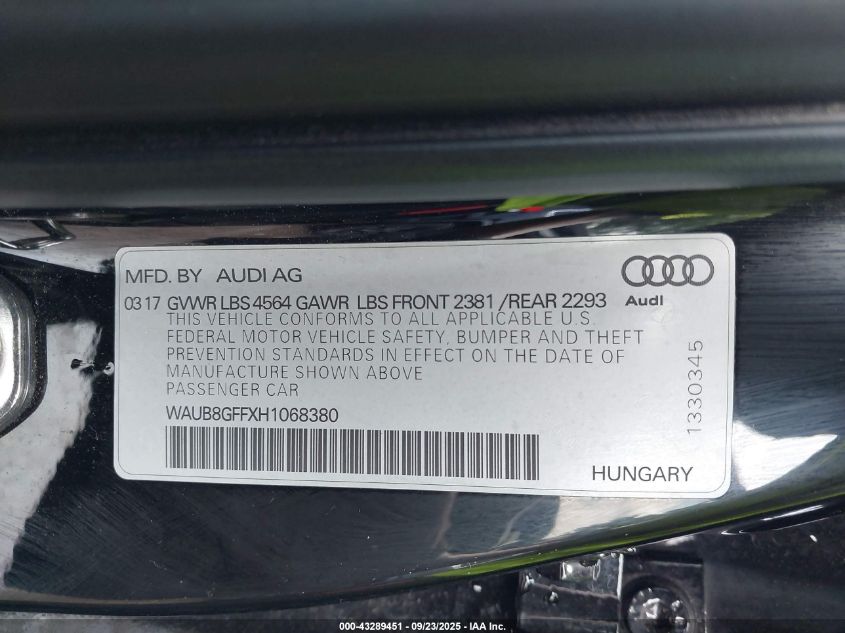 MFD. BY AUDI AG
0317 GVWR LBS 4564 GAWR LBS FRONT 2381 /REAR 2293
Audi
THIS VEHICLE CONFORMS TO ALL APPLICABLE U.S.
FEDERAL MOTOR VEHICLE SAFETY, BUMPER AND THEFT
PREVENTION STANDARDS IN EFFECT ON THE DATE OF
MANUFACTURE SHOWN ABOVE
PASSENGER CAR
WAUB8GFFXH1068380
1330345
HUNGARY
000-43289451 - 09/23/2025 - IAA Inc.